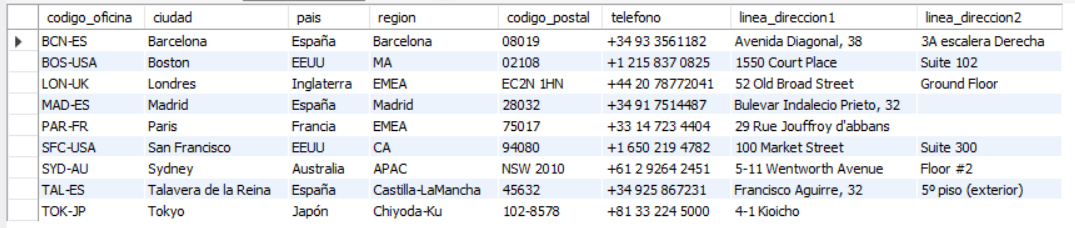 codigo_oficina ciudad pais region codigo_postal telefono linea_direccion1 linea_direccion2
BCN-ES Barcelona España Barcelona 08019 +34 93 3561182 Avenida Diagonal, 38 3A escalera Derecha
BOS-USA Boston EEUU MA 02108 +1 215 837 0825 1550 Court Place Suite 102
LON-UK Londres Inglaterra EMEA EC2N 1HN +44 20 78772041 52 Old Broad Street Ground Floor
MAD-ES Madrid España Madrid 28032 +34 91 7514487 Bulevar Indalecio Prieto, 32
PAR-FR Paris Francia EMEA 75017 +33 14 723 4404 29 Rue Jouffroy d'abbans
SFC-USA San Francisco EEUU CA 94080 +1 650 219 4782 100 Market Street Suite 300
SYD-AU Sydney Australia APAC NSW 2010 +61 2 9264 2451 5-11 Wentworth Avenue Floor #2
TAL-ES Talavera de la Reina España Castilla-LaMancha 45632 +34 925 867231 Francisco Aguirre, 32 5º piso (exterior)
TOK-JP Tokyo Japón Chiyoda-Ku 102-8578 +81 33 224 5000 4-1 Kioicho